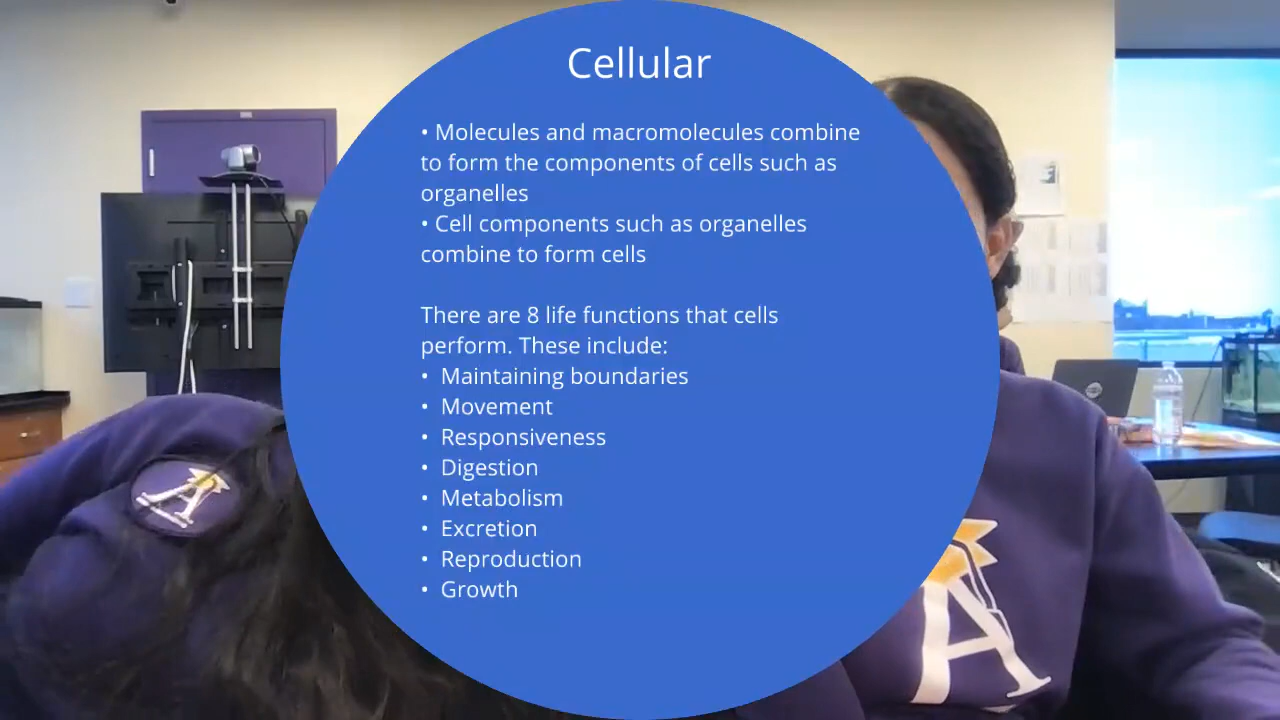 Cellular
• Molecules and macromolecules combine
to form the components of cells such as
organelles
• Cell components such as organelles
combine to form cells
There are 8 life functions that cells
perform. These include:
• Maintaining boundaries
• Movement
• Responsiveness
• Digestion
• Metabolism
• Excretion
• Reproduction
• Growth
A
A